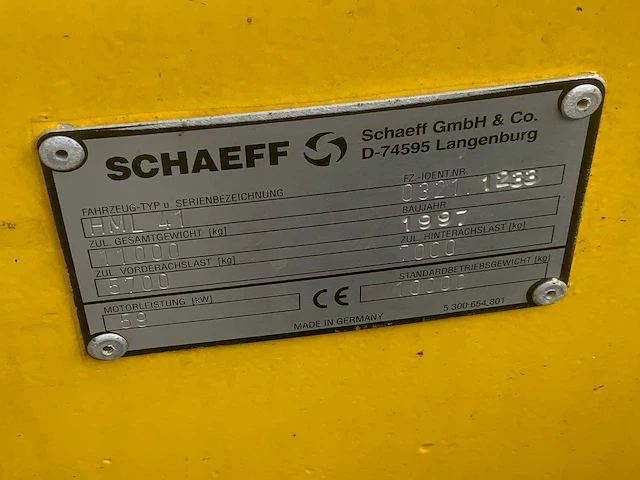 SCHAEFF
Schaeff GmbH & Co.
D-74595 Langenburg
FAHRZEUG-TYP u. SERIENBEZEICHNUNG
HML 41
FZ.-IDENT.NR.
0321 1233
ZUL. GESAMTGEWICHT [kg]
11000
BAUJAHR
1997
ZUL. VORDERACHSLAST [kg]
5700
ZUL. HINTERACHSLAST [kg]
7000
MOTORLEISTUNG [kW]
59
CE
STANDARDBETRIEBSGEWICHT [kg]
10000
MADE IN GERMANY
5 300 654 801